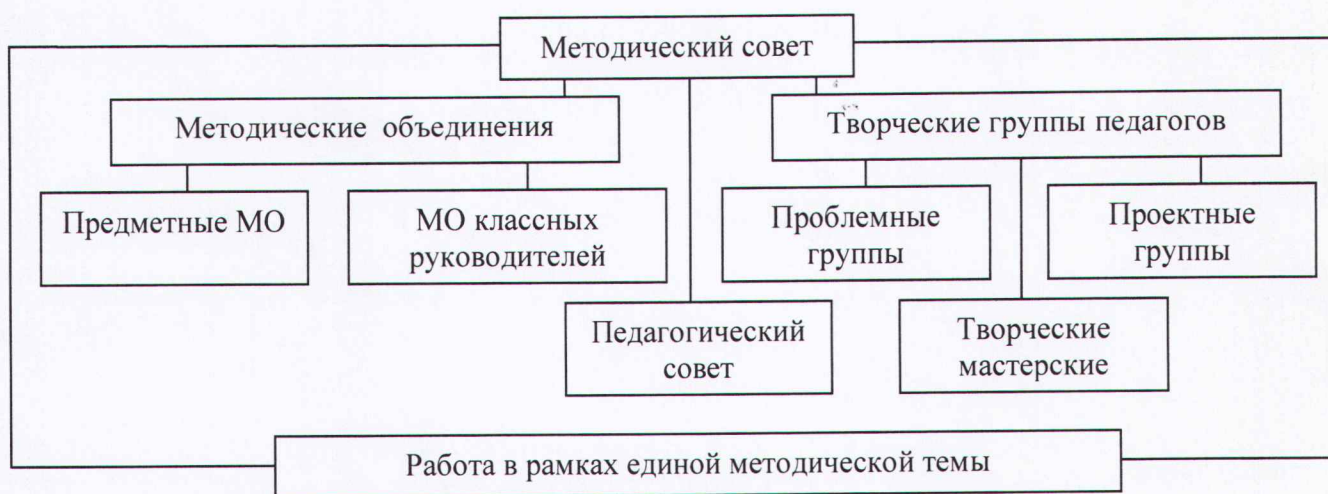 Методический совет
Методические объединения
Творческие группы педагогов
Предметные МО
МО классных
руководителей
Проблемные
группы
Проектные
группы
Педагогический
совет
Творческие
мастерские
Работа в рамках единой методической темы